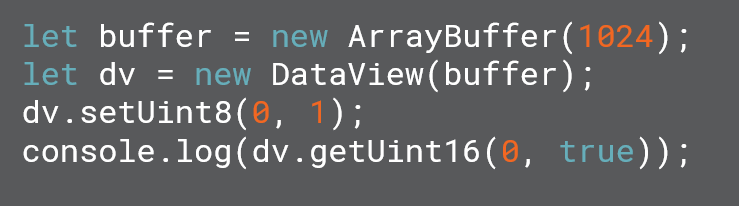 let buffer = new ArrayBuffer(1024);
let dv = new DataView(buffer);
dv.setUint8(0, 1);
console.log(dv.getUint16(0, true));